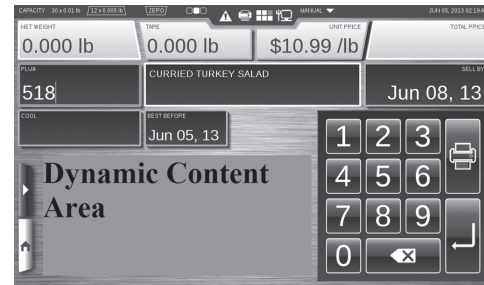 CAPACITY 30 x 0.01 lb 12 x 0.005 lb ZERO MANUAL JUN 05, 2013 02:19A
NET WEIGHT TARE UNIT PRICE TOTAL PRICE
0.000 lb 0.000 lb $10.99 /lb
PLU# CURRIED TURKEY SALAD SELL BY
518 Jun 08, 13
COOL BEST BEFORE
Jun 05, 13
1 2 3
Dynamic Content
4 5 6
Area
7 8 9
0